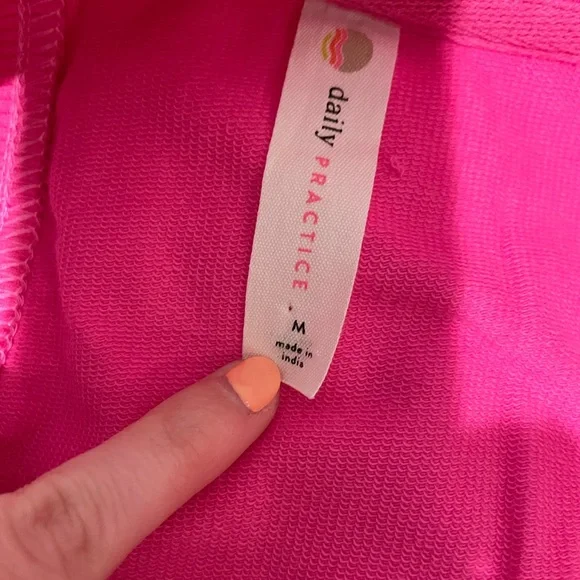 daily PRACTICE.
M
made in
india